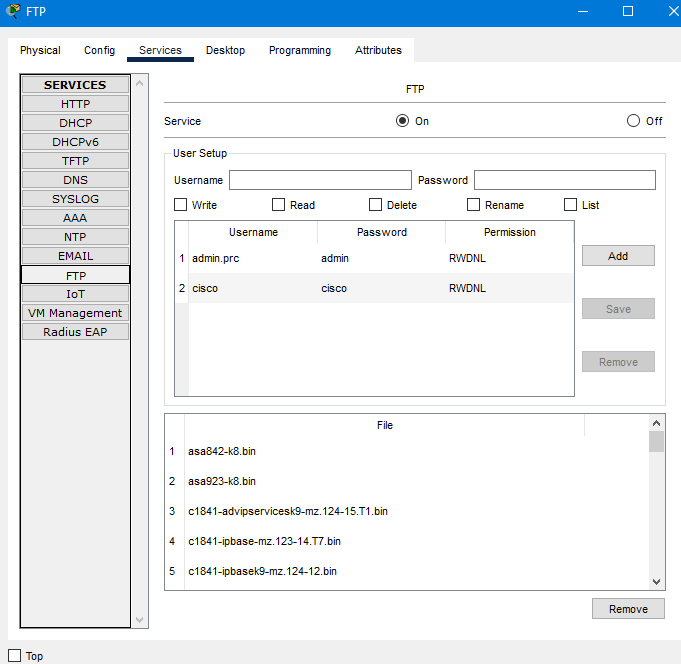 FTP
Physical Config Services Desktop Programming Attributes
SERVICES
HTTP
DHCP
DHCPv6
TFTP
DNS
SYSLOG
AAA
NTP
EMAIL
FTP
IoT
VM Management
Radius EAP
FTP
Service On Off
User Setup
Username Password
Write Read Delete Rename List
Username Password Permission
1 admin.prc admin RWDNL
2 cisco cisco RWDNL
Add
Save
Remove
File
1 asa842-k8.bin
2 asa923-k8.bin
3 c1841-advipservicesk9-mz.124-15.T1.bin
4 c1841-ipbase-mz.123-14.T7.bin
5 c1841-ipbasek9-mz.124-12.bin
Remove
Top